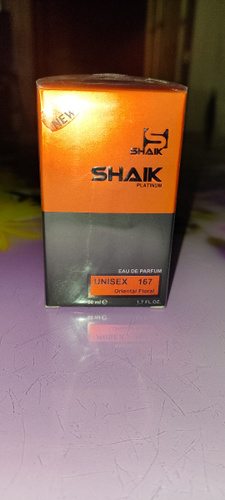 NEW
SHAIK
SHAIK
PLATINUM
EAU DE PARFUM
UNISEX 167
Oriental Floral
50 ml ℮
1.7 FL.OZ.